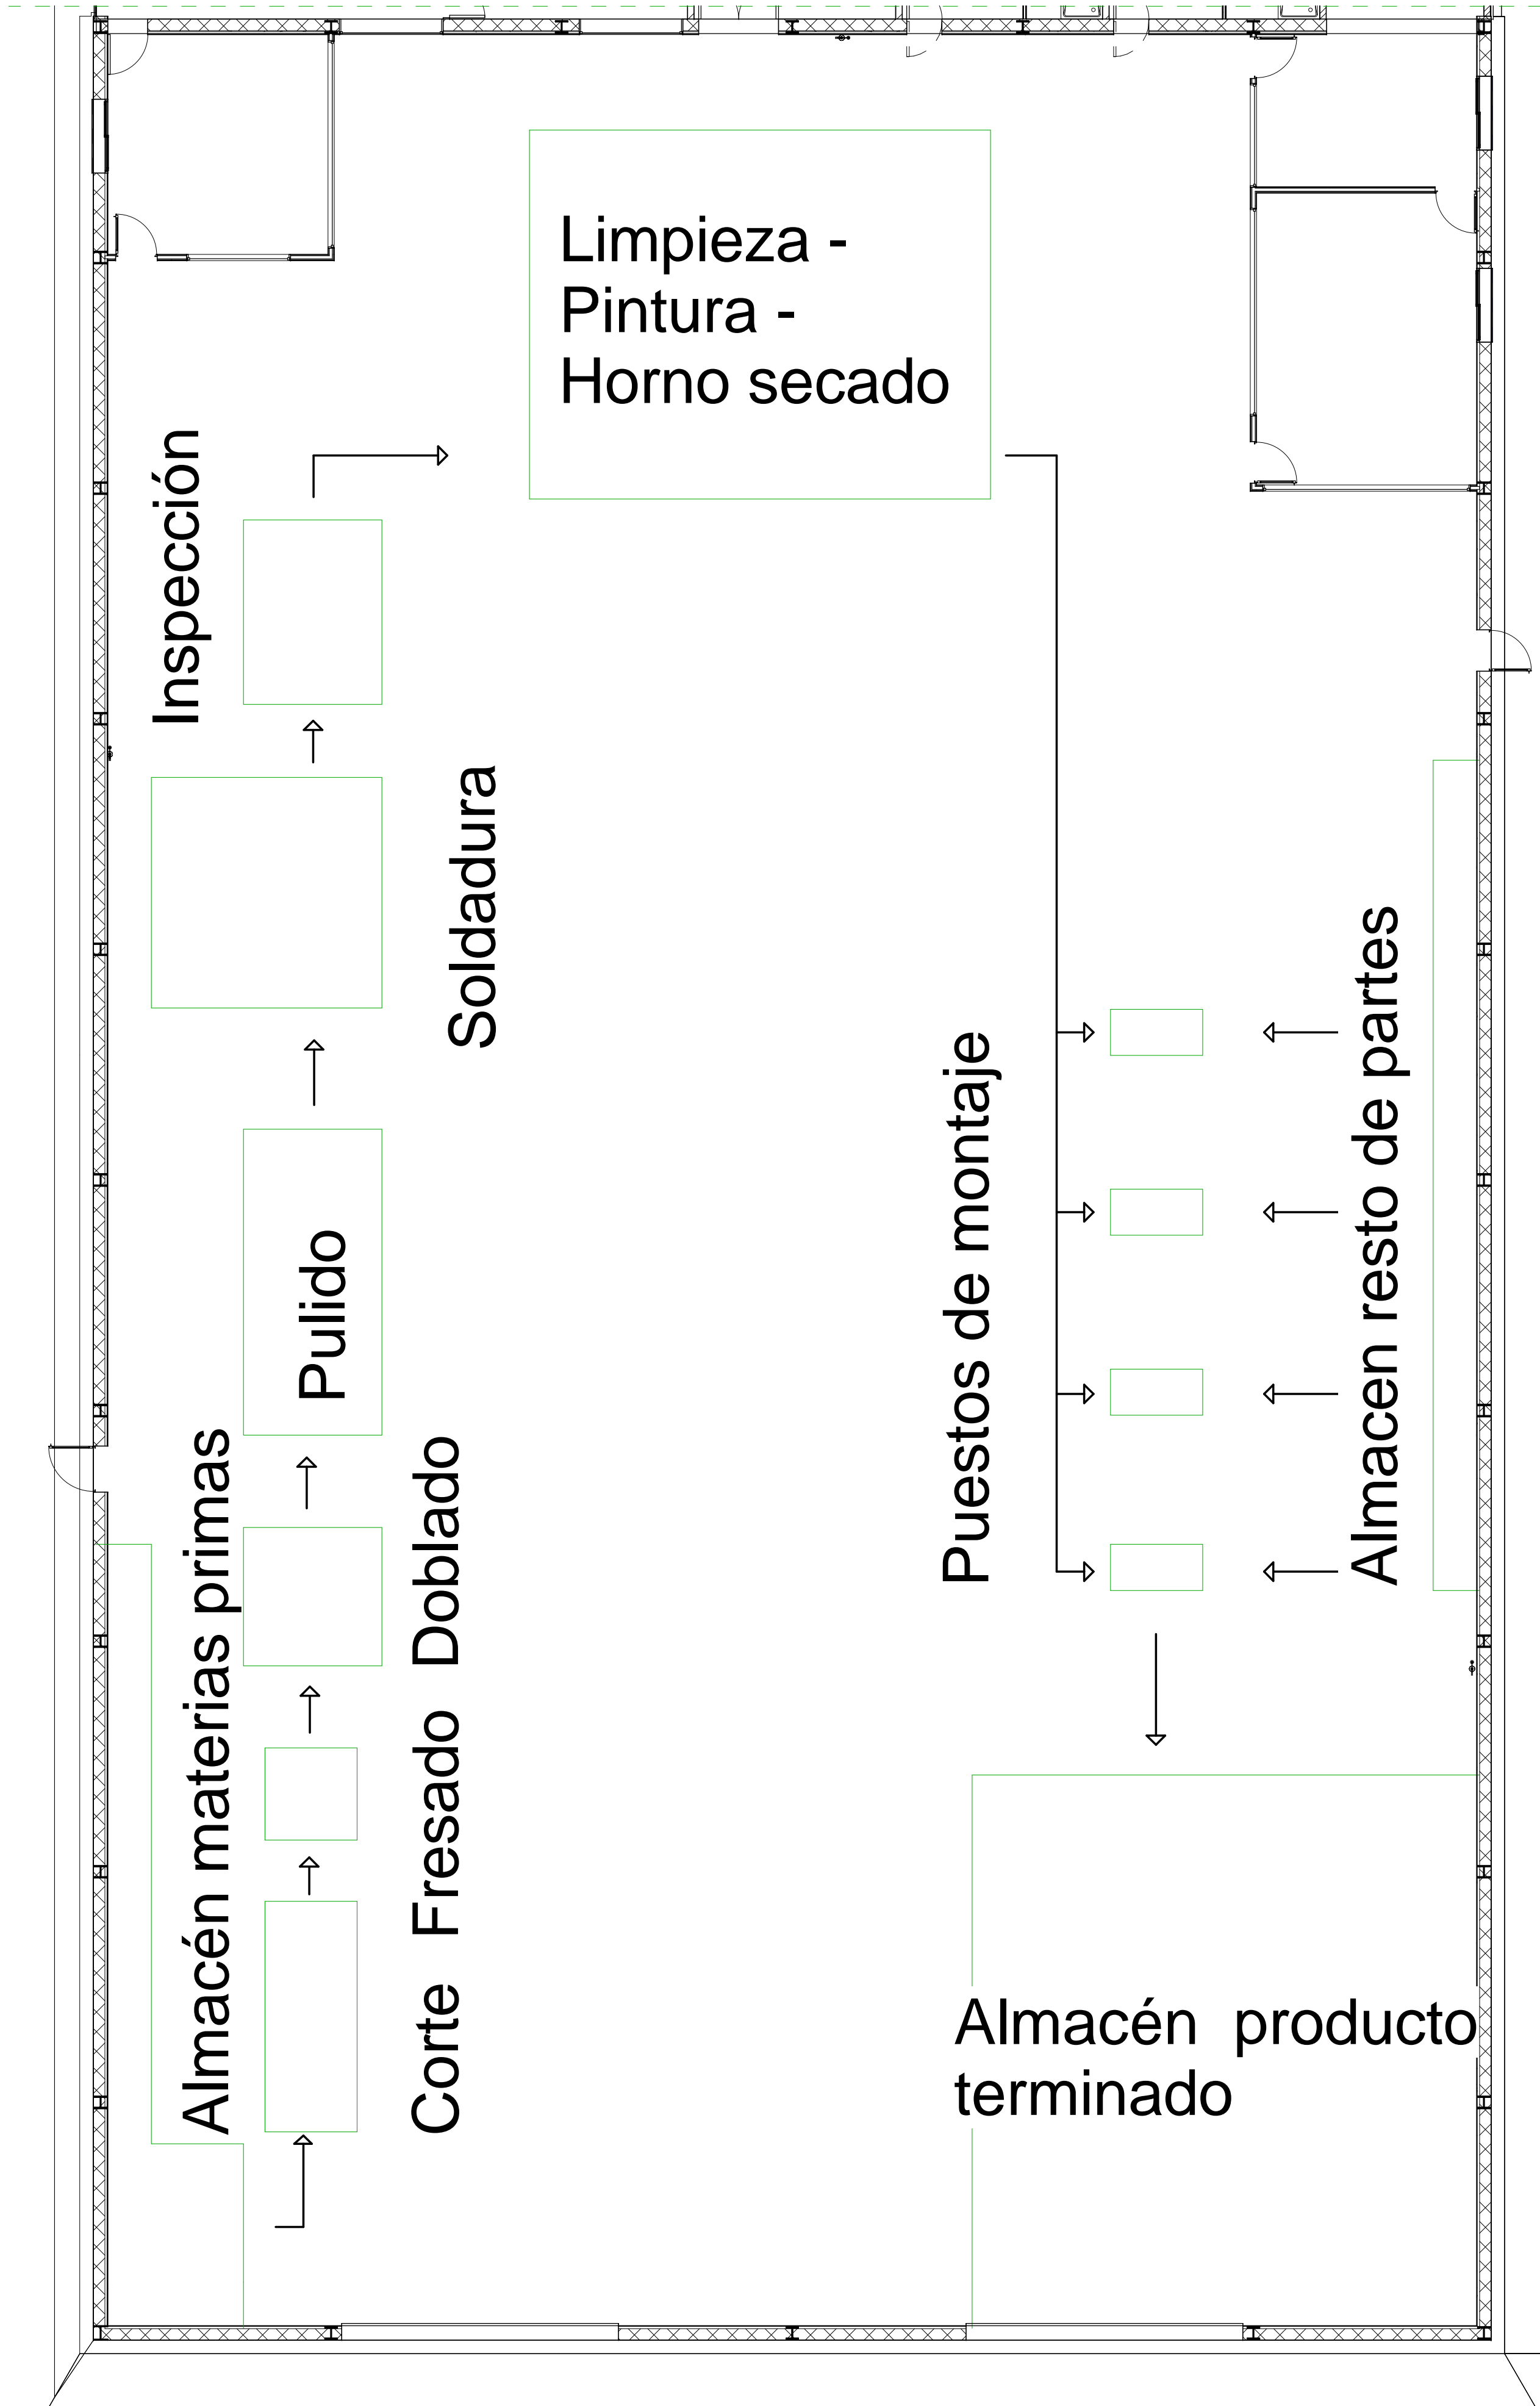 Limpieza -
Pintura -
Horno secado
Inspección
Soldadura
Pulido
Almacén materias primas
Corte Fresado Doblado
Puestos de montaje
Almacen resto de partes
Almacén producto
terminado